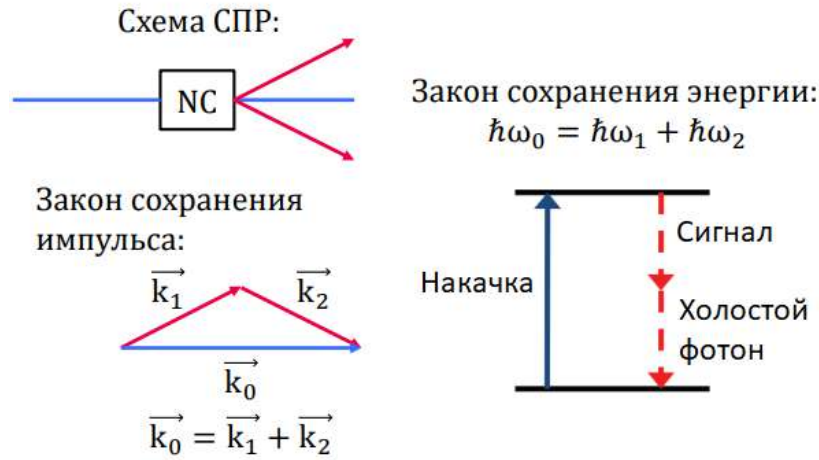 Схема СПР:
NC
Закон сохранения
импульса:
k₁
k₂
k₀
k₀ = k₁ + k₂
Закон сохранения энергии:
ħω₀ = ħω₁ + ħω₂
Накачка
Сигнал
Холостой
фотон